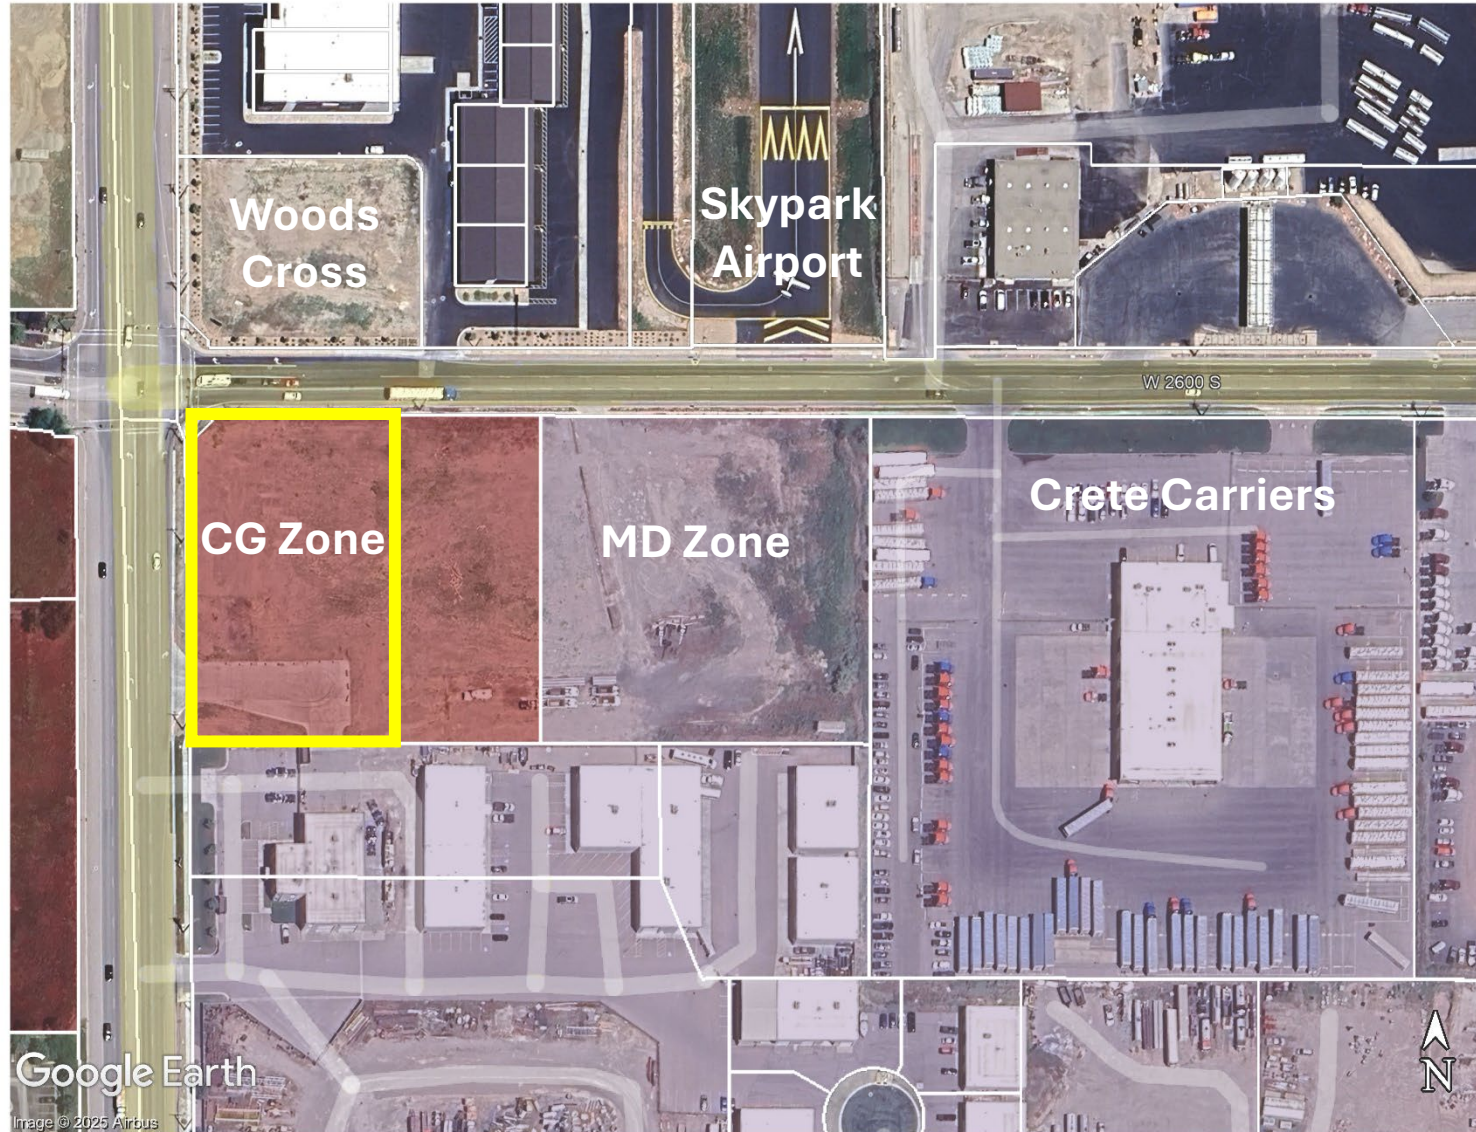 Woods
Cross
Skypark
Airport
W 2600 S
CG Zone
MD Zone
Crete Carriers
Google Earth
Image © 2025 Airbus
N